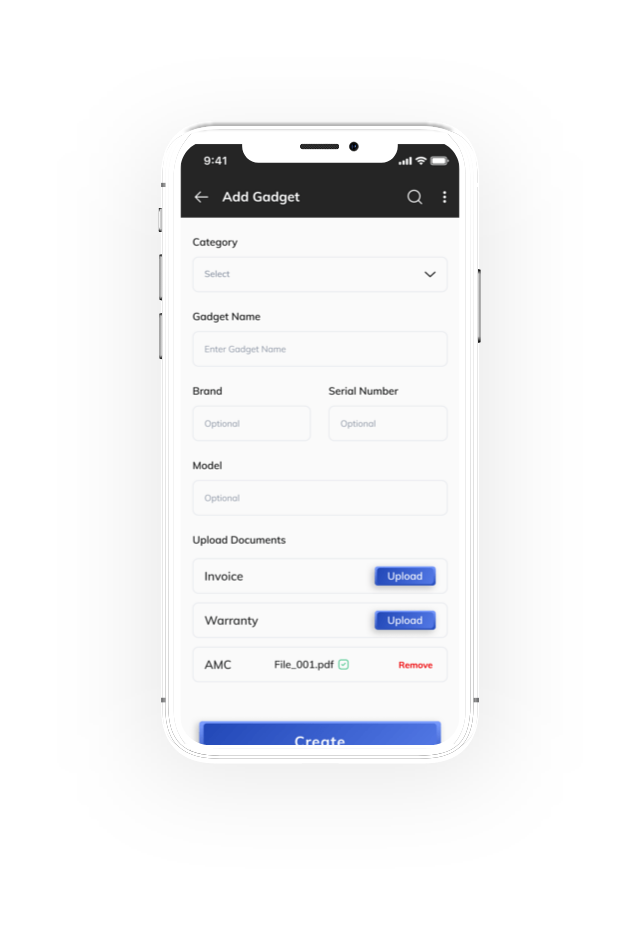 9:41
Add Gadget
Category
Select
Gadget Name
Enter Gadget Name
Brand Serial Number
Optional Optional
Model
Optional
Upload Documents
Invoice Upload
Warranty Upload
AMC File_001.pdf Remove
Create